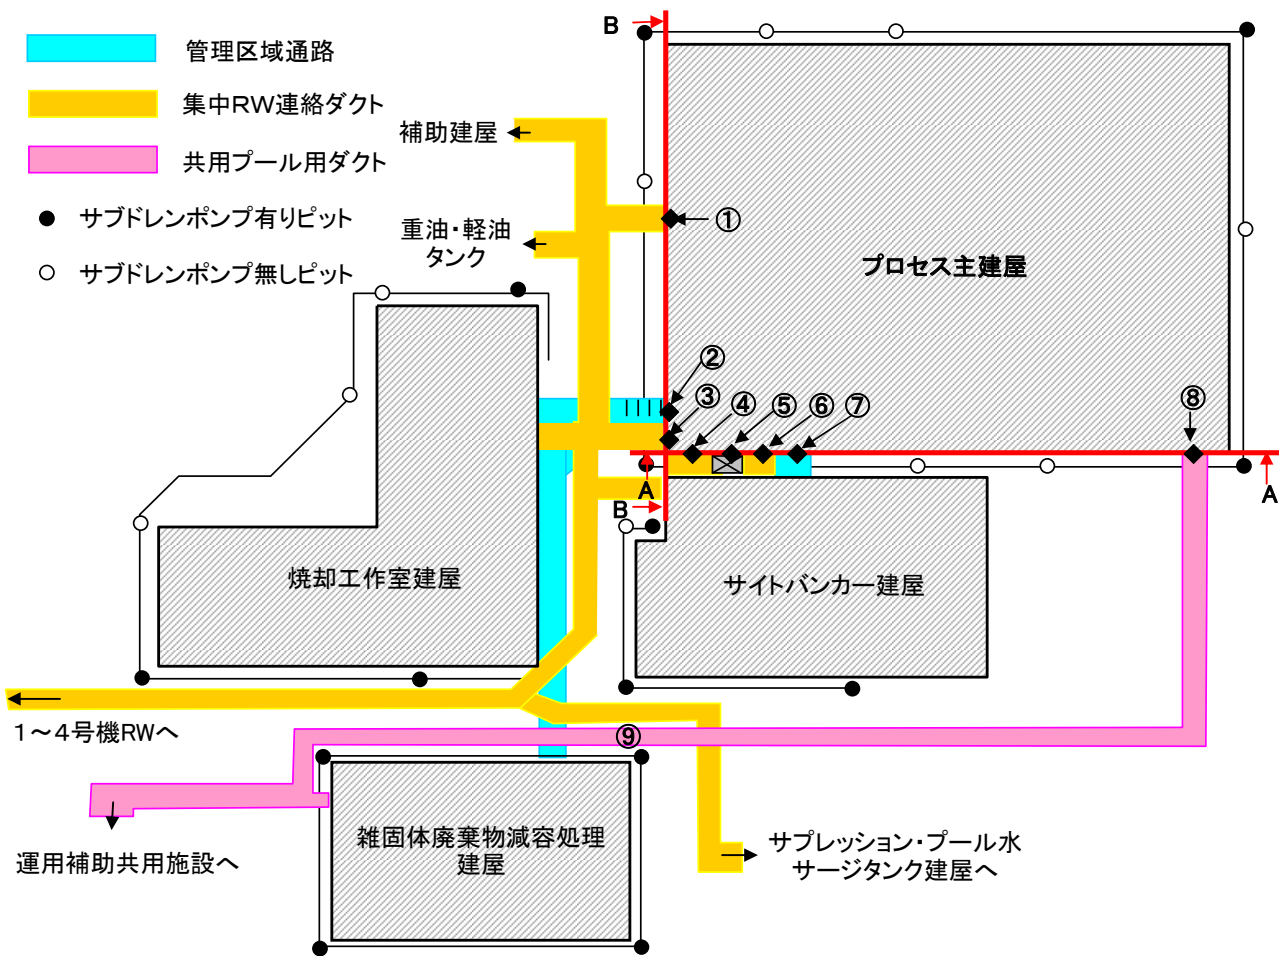 管理区域通路
集中RW連絡ダクト
共用プール用ダクト
サブドレンポンプ有りピット
サブドレンポンプ無しピット
B
補助建屋
重油・軽油
タンク
①
プロセス主建屋
②
③
④
⑤
⑥
⑦
⑧
A
A
B
焼却工作室建屋
サイトバンカー建屋
1～4号機RWへ
⑨
雑固体廃棄物減容処理
建屋
運用補助共用施設へ
サプレッション・プール水
サージタンク建屋へ